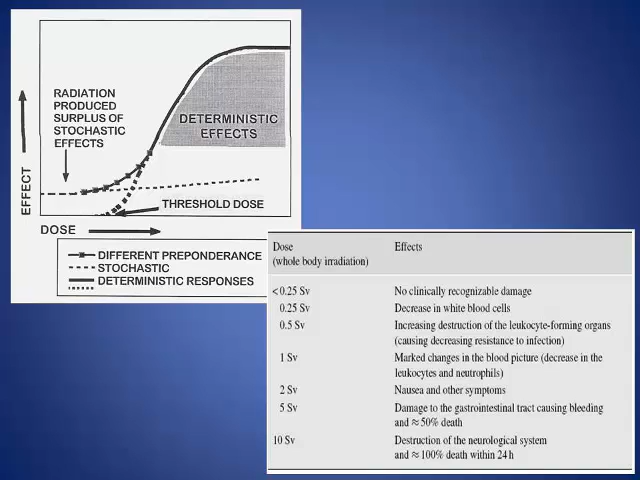 RADIATION
PRODUCED
SURPLUS OF
STOCHASTIC
EFFECTS
DETERMINISTIC
EFFECTS
EFFECT
THRESHOLD DOSE
DOSE
DIFFERENT PREPONDERANCE
STOCHASTIC
DETERMINISTIC RESPONSES
Dose Effects
(whole body irradiation)
< 0.25 Sv No clinically recognizable damage
0.25 Sv Decrease in white blood cells
0.5 Sv Increasing destruction of the leukocyte-forming organs
(causing decreasing resistance to infection)
1 Sv Marked changes in the blood picture (decrease in the
leukocytes and neutrophils)
2 Sv Nausea and other symptoms
5 Sv Damage to the gastrointestinal tract causing bleeding
and ≈ 50% death
10 Sv Destruction of the neurological system
and ≈ 100% death within 24 h